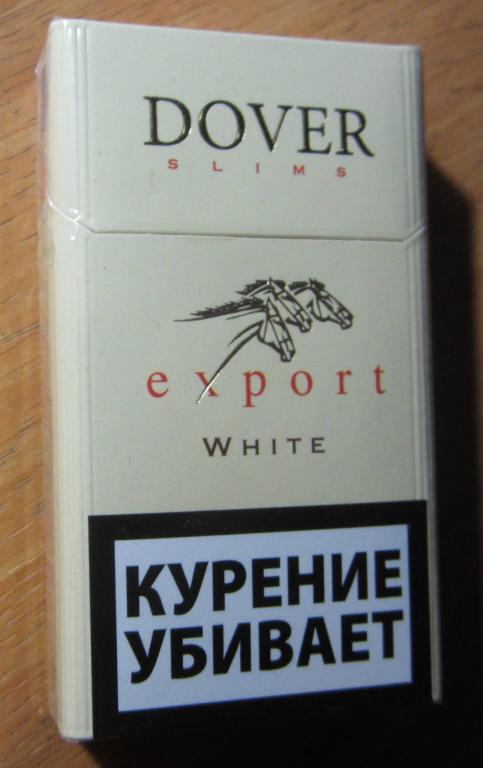 DOVER
SLIMS
export
WHITE
КУРЕНИЕ
УБИВАЕТ